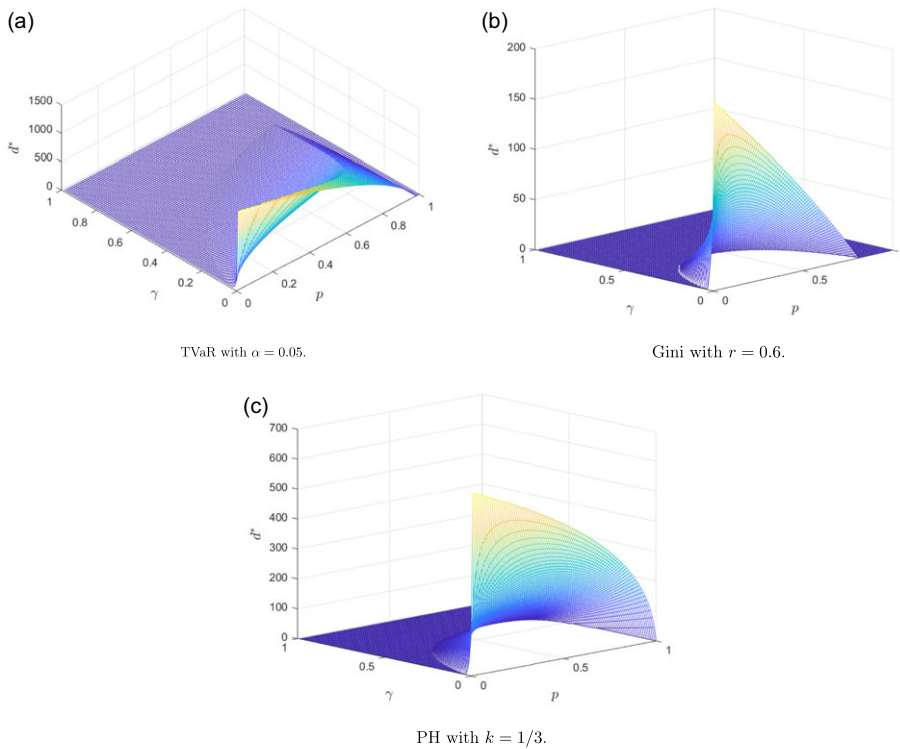 (a)
1500
1000
500
0
d*
1
0.8
0.6
0.4
0.2
0
γ
0
0.2
0.4
0.6
0.8
1
p
TVaR with α = 0.05.
(b)
200
150
100
50
0
d*
1
0.5
0
γ
0
0.5
p
Gini with r = 0.6.
(c)
700
600
500
400
300
200
100
0
d*
1
0.5
0
γ
0
0.5
1
p
PH with k = 1/3.